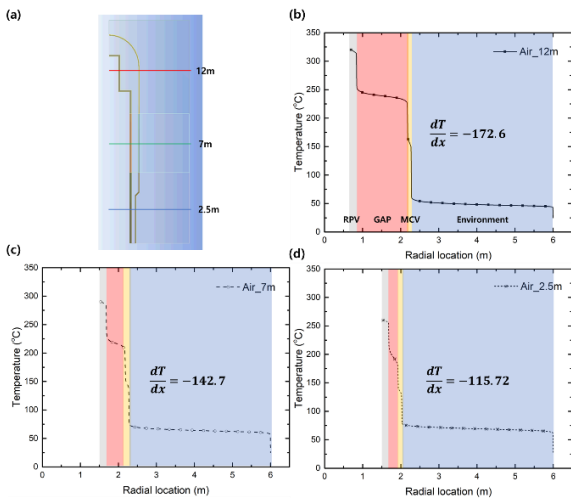 (a)
12m
7m
2.5m
(b)
Temperature (°C)
350
300
250
200
150
100
50
0
Air_12m
dT/dx = −172.6
RPV GAP MCV Environment
0 1 2 3 4 5 6
Radial location (m)
(c)
Temperature (°C)
350
300
250
200
150
100
50
0
Air_7m
dT/dx = −142.7
0 1 2 3 4 5 6
Radial location (m)
(d)
Temperature (°C)
350
300
250
200
150
100
50
0
Air_2.5m
dT/dx = −115.72
0 1 2 3 4 5 6
Radial location (m)